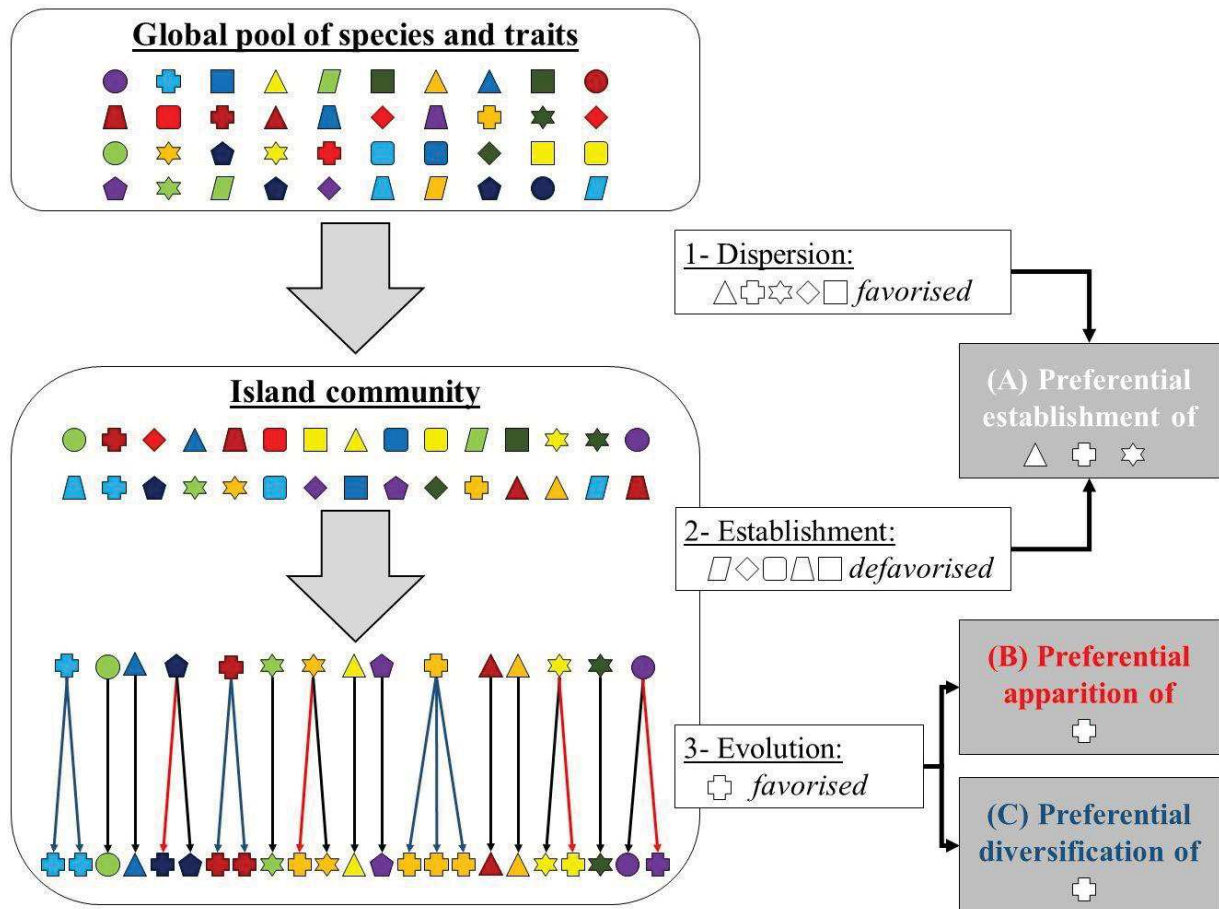 Global pool of species and traits
1- Dispersion:
favorised
Island community
(A) Preferential
establishment of
2- Establishment:
defavorised
(B) Preferential
apparition of
3- Evolution:
favorised
(C) Preferential
diversification of